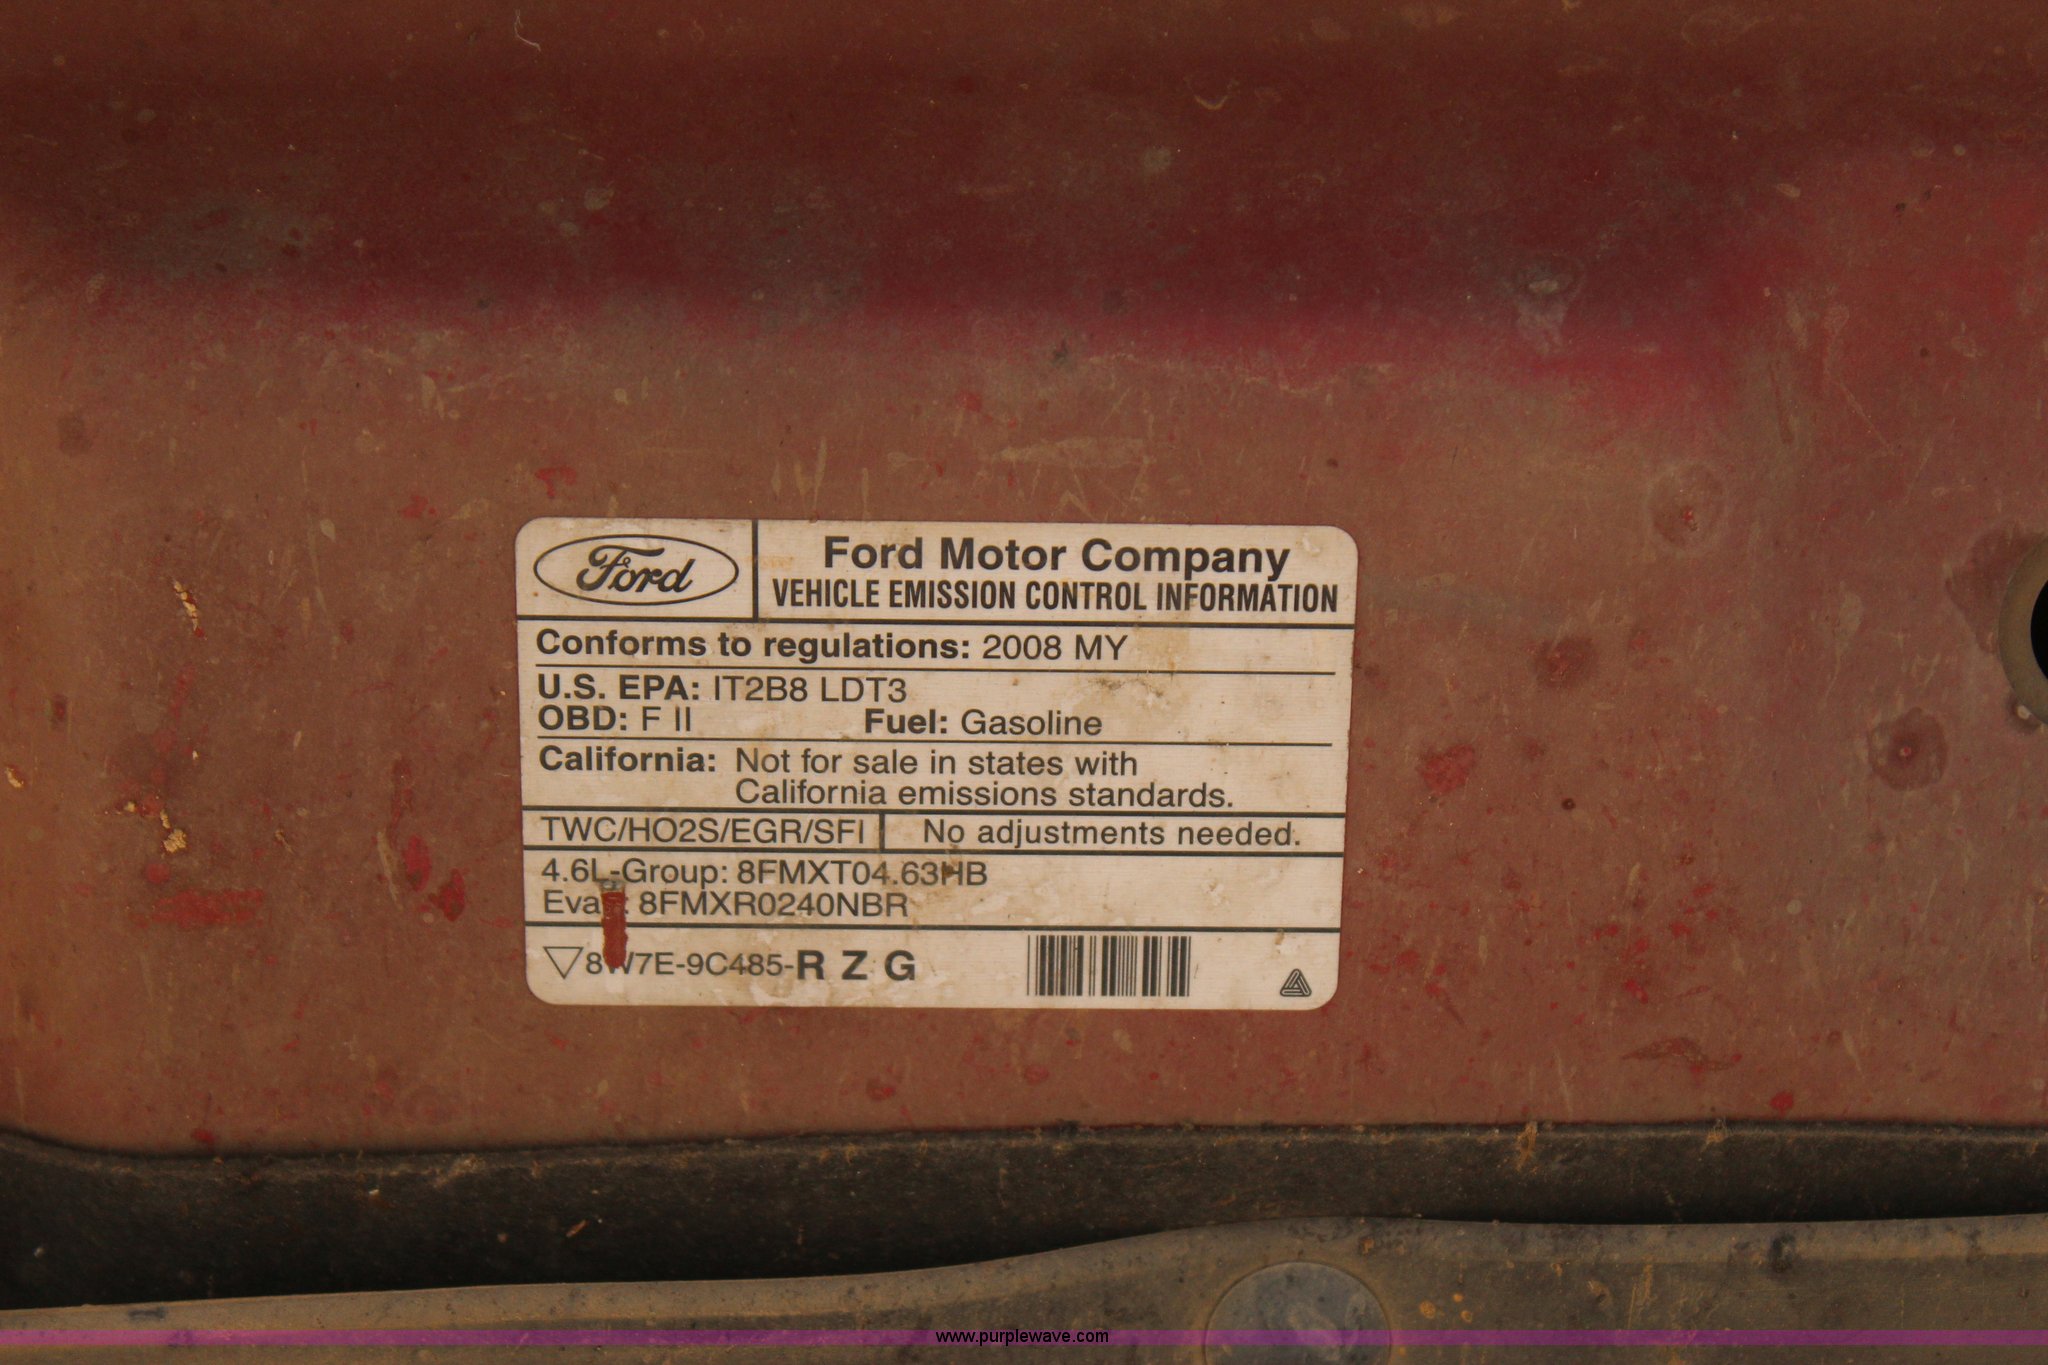 Ford
Ford Motor Company
VEHICLE EMISSION CONTROL INFORMATION
Conforms to regulations: 2008 MY
U.S. EPA: IT2B8 LDT3
OBD: F II Fuel: Gasoline
California: Not for sale in states with
California emissions standards.
TWC/HO2S/EGR/SFI No adjustments needed.
4.6L-Group: 8FMXT04.63HB
8FMXR0240NBR
8W7E-9C485-R Z G
www.purplewave.com